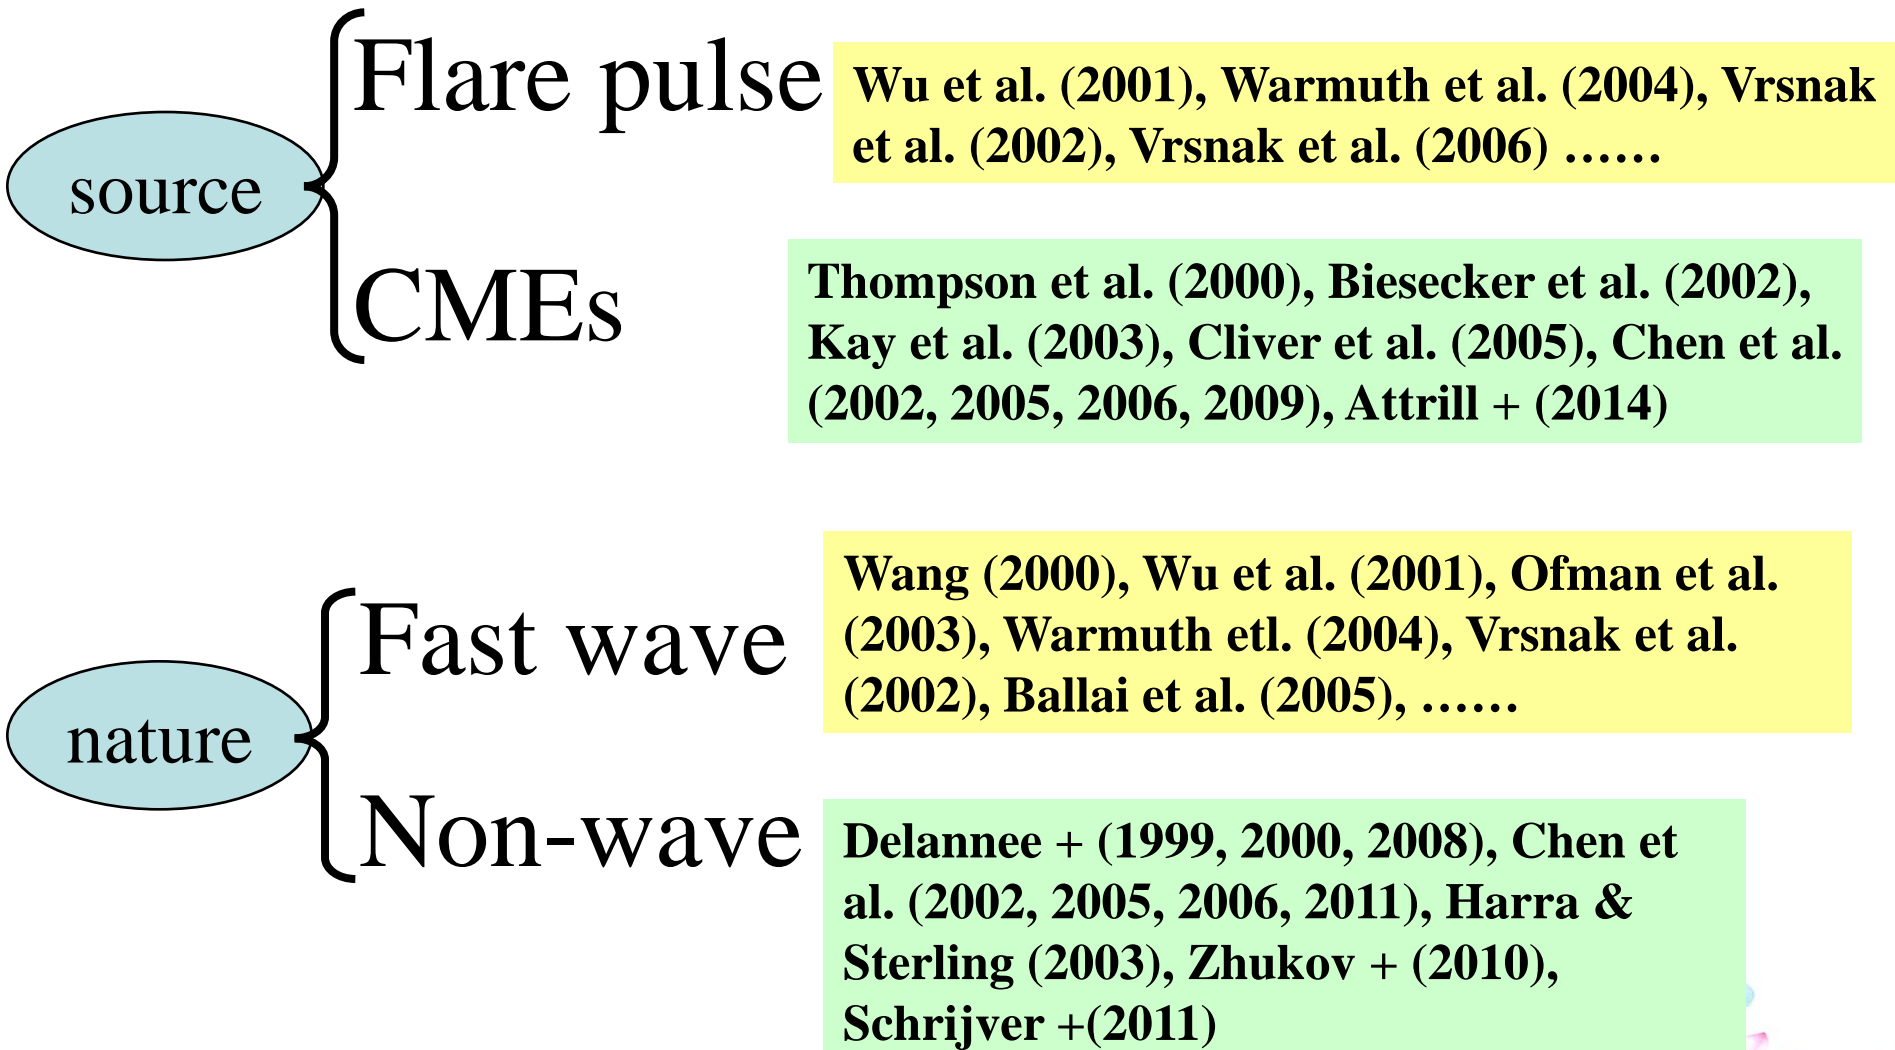 source
Flare pulse
Wu et al. (2001), Warmuth et al. (2004), Vrsnak
et al. (2002), Vrsnak et al. (2006) ……
CMEs
Thompson et al. (2000), Biesecker et al. (2002),
Kay et al. (2003), Cliver et al. (2005), Chen et al.
(2002, 2005, 2006, 2009), Attrill + (2014)
nature
Fast wave
Wang (2000), Wu et al. (2001), Ofman et al.
(2003), Warmuth etl. (2004), Vrsnak et al.
(2002), Ballai et al. (2005), ……
Non-wave
Delannee + (1999, 2000, 2008), Chen et
al. (2002, 2005, 2006, 2011), Harra &
Sterling (2003), Zhukov + (2010),
Schrijver +(2011)